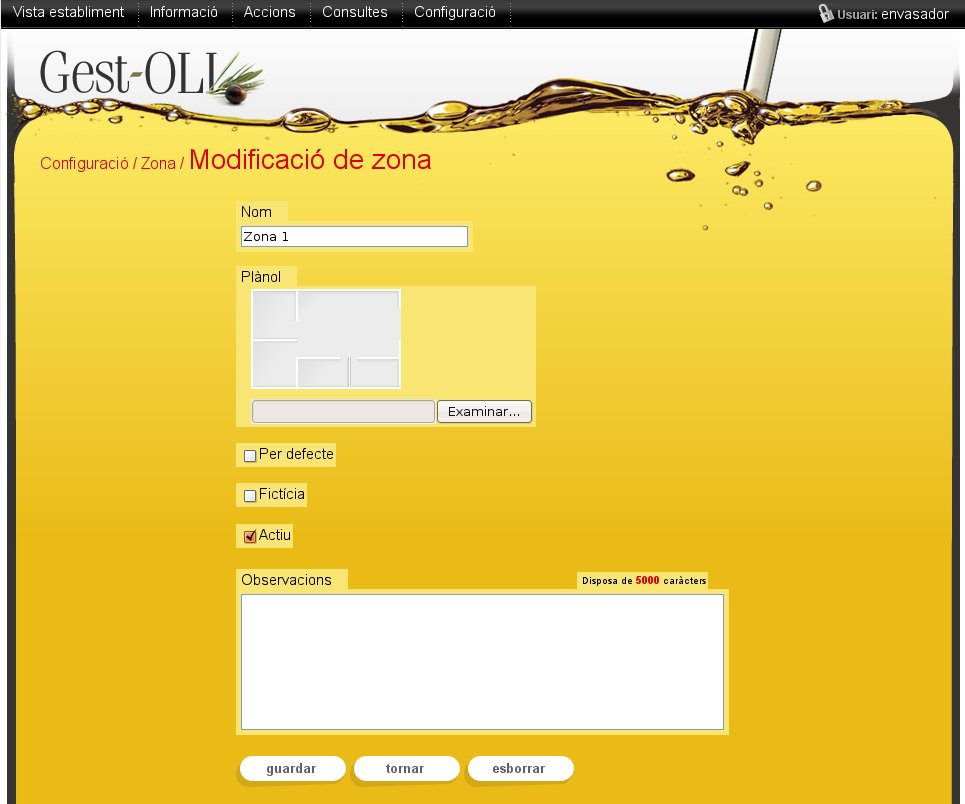 Vista establiment Informació Accions Consultes Configuració Usuari: envasador
Gest-OLI
Configuració / Zona / Modificació de zona
Nom
Zona 1
Plànol
Examinar...
Per defecte
Fictícia
Actiu
Observacions Disposa de 5000 caràcters
guardar tornar esborrar